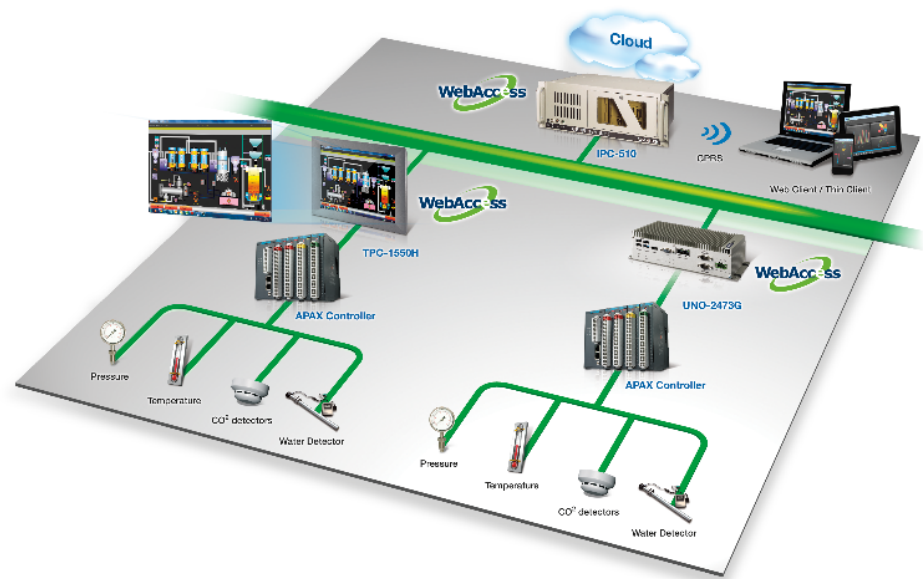 Cloud
WebAccess
IPC-510
GPRS
Web Client / Thin Client
WebAccess
TPC-1550H
WebAccess
UNO-2473G
APAX Controller
APAX Controller
Pressure
Temperature
CO² detectors
Water Detector
Pressure
Temperature
CO² detectors
Water Detector